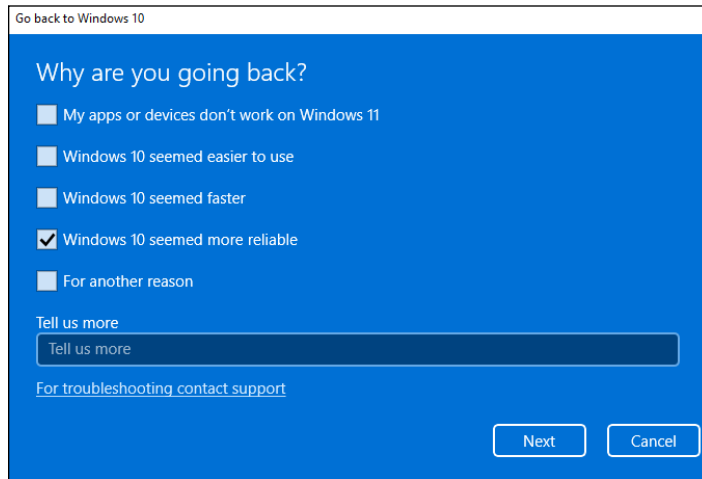 Go back to Windows 10
Why are you going back?
My apps or devices don't work on Windows 11
Windows 10 seemed easier to use
Windows 10 seemed faster
Windows 10 seemed more reliable
For another reason
Tell us more
Tell us more
For troubleshooting contact support
Next Cancel